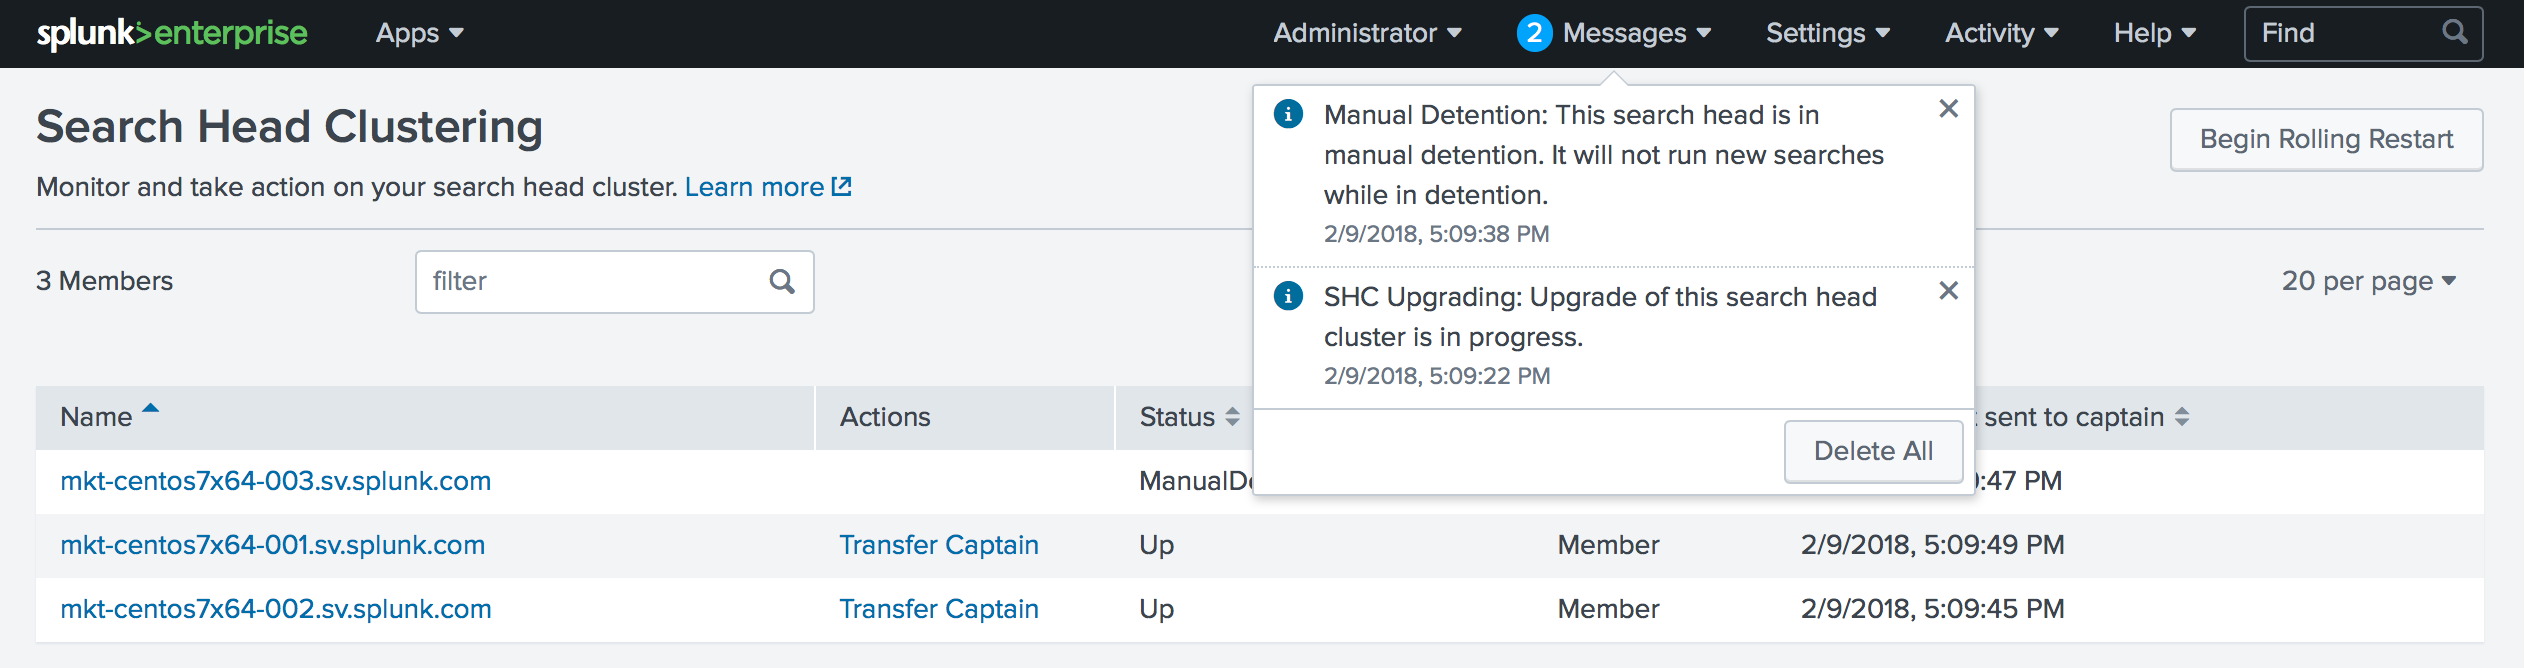 splunk>enterprise Apps Administrator 2 Messages Settings Activity Help Find
Search Head Clustering
Monitor and take action on your search head cluster. Learn more
Begin Rolling Restart
Manual Detention: This search head is in
manual detention. It will not run new searches
while in detention.
2/9/2018, 5:09:38 PM
SHC Upgrading: Upgrade of this search head
cluster is in progress.
2/9/2018, 5:09:22 PM
Delete All
3 Members filter 20 per page
Name Actions Status sent to captain
mkt-centos7x64-003.sv.splunk.com :47 PM
mkt-centos7x64-001.sv.splunk.com Transfer Captain Up Member 2/9/2018, 5:09:49 PM
mkt-centos7x64-002.sv.splunk.com Transfer Captain Up Member 2/9/2018, 5:09:45 PM